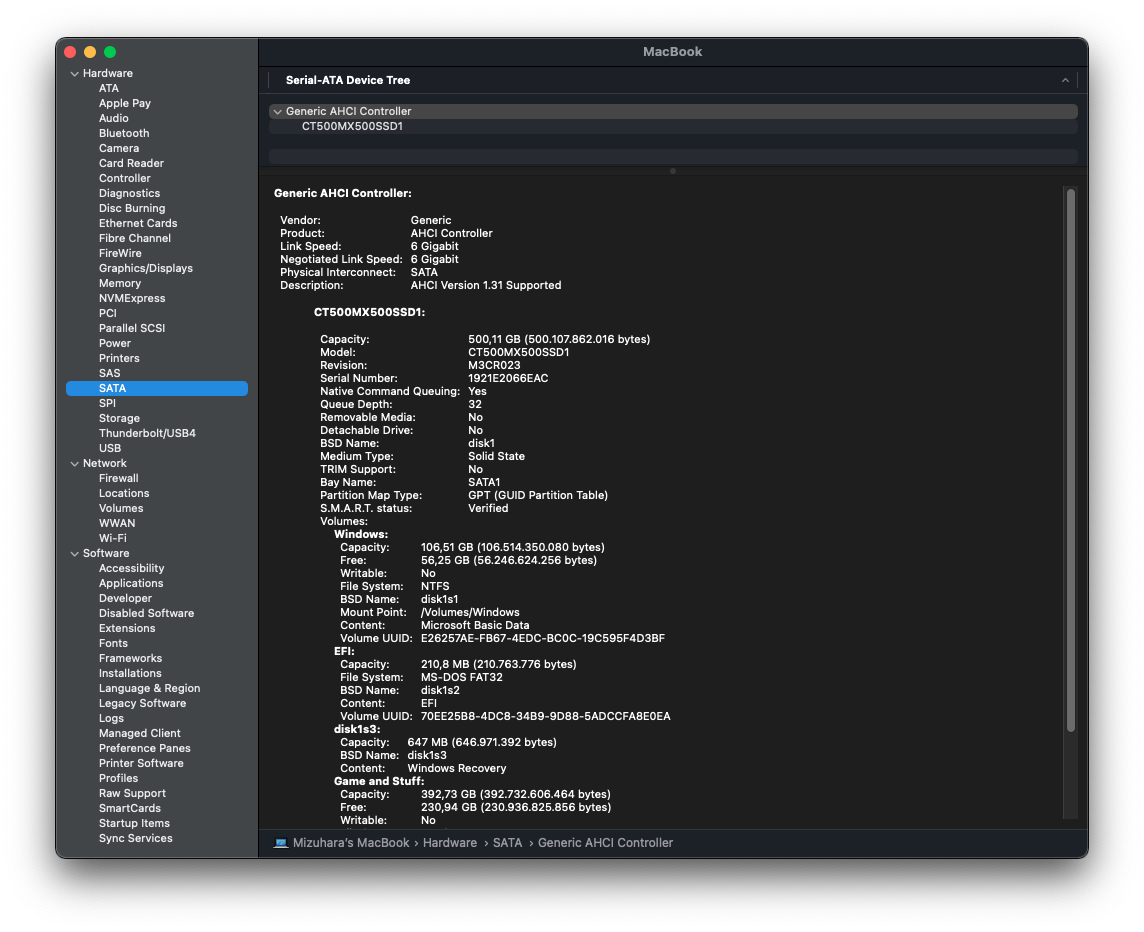 MacBook
Hardware
ATA
Apple Pay
Audio
Bluetooth
Camera
Card Reader
Controller
Diagnostics
Disc Burning
Ethernet Cards
Fibre Channel
FireWire
Graphics/Displays
Memory
NVMExpress
PCI
Parallel SCSI
Power
Printers
SAS
SATA
SPI
Storage
Thunderbolt/USB4
USB
Network
Firewall
Locations
Volumes
WWAN
Wi-Fi
Software
Accessibility
Applications
Developer
Disabled Software
Extensions
Fonts
Frameworks
Installations
Language & Region
Legacy Software
Logs
Managed Client
Preference Panes
Printer Software
Profiles
Raw Support
SmartCards
Startup Items
Sync Services
Serial-ATA Device Tree
Generic AHCI Controller
CT500MX500SSD1
Generic AHCI Controller:
Vendor: Generic
Product: AHCI Controller
Link Speed: 6 Gigabit
Negotiated Link Speed: 6 Gigabit
Physical Interconnect: SATA
Description: AHCI Version 1.31 Supported
CT500MX500SSD1:
Capacity: 500,11 GB (500.107.862.016 bytes)
Model: CT500MX500SSD1
Revision: M3CR023
Serial Number: 1921E2066EAC
Native Command Queuing: Yes
Queue Depth: 32
Removable Media: No
Detachable Drive: No
BSD Name: disk1
Medium Type: Solid State
TRIM Support: No
Bay Name: SATA1
Partition Map Type: GPT (GUID Partition Table)
S.M.A.R.T. status: Verified
Volumes:
Windows:
Capacity: 106,51 GB (106.514.350.080 bytes)
Free: 56,25 GB (56.246.624.256 bytes)
Writable: No
File System: NTFS
BSD Name: disk1s1
Mount Point: /Volumes/Windows
Content: Microsoft Basic Data
Volume UUID: E26257AE-FB67-4EDC-BC0C-19C595F4D3BF
EFI:
Capacity: 210,8 MB (210.763.776 bytes)
File System: MS-DOS FAT32
BSD Name: disk1s2
Content: EFI
Volume UUID: 70EE25B8-4DC8-34B9-9D88-5ADCCFA8E0EA
disk1s3:
Capacity: 647 MB (646.971.392 bytes)
BSD Name: disk1s3
Content: Windows Recovery
Game and Stuff:
Capacity: 392,73 GB (392.732.606.464 bytes)
Free: 230,94 GB (230.936.825.856 bytes)
Writable: No
Mizuhara's MacBook › Hardware › SATA › Generic AHCI Controller